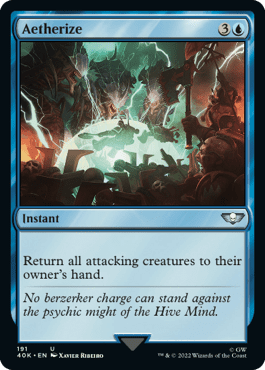 Aetherize 3
Instant
Return all attacking creatures to their
owner's hand.
No berzerker charge can stand against
the psychic might of the Hive Mind.
191 U
40K • EN XAVIER RIBEIRO
© GW
™ & © 2022 Wizards of the Coast